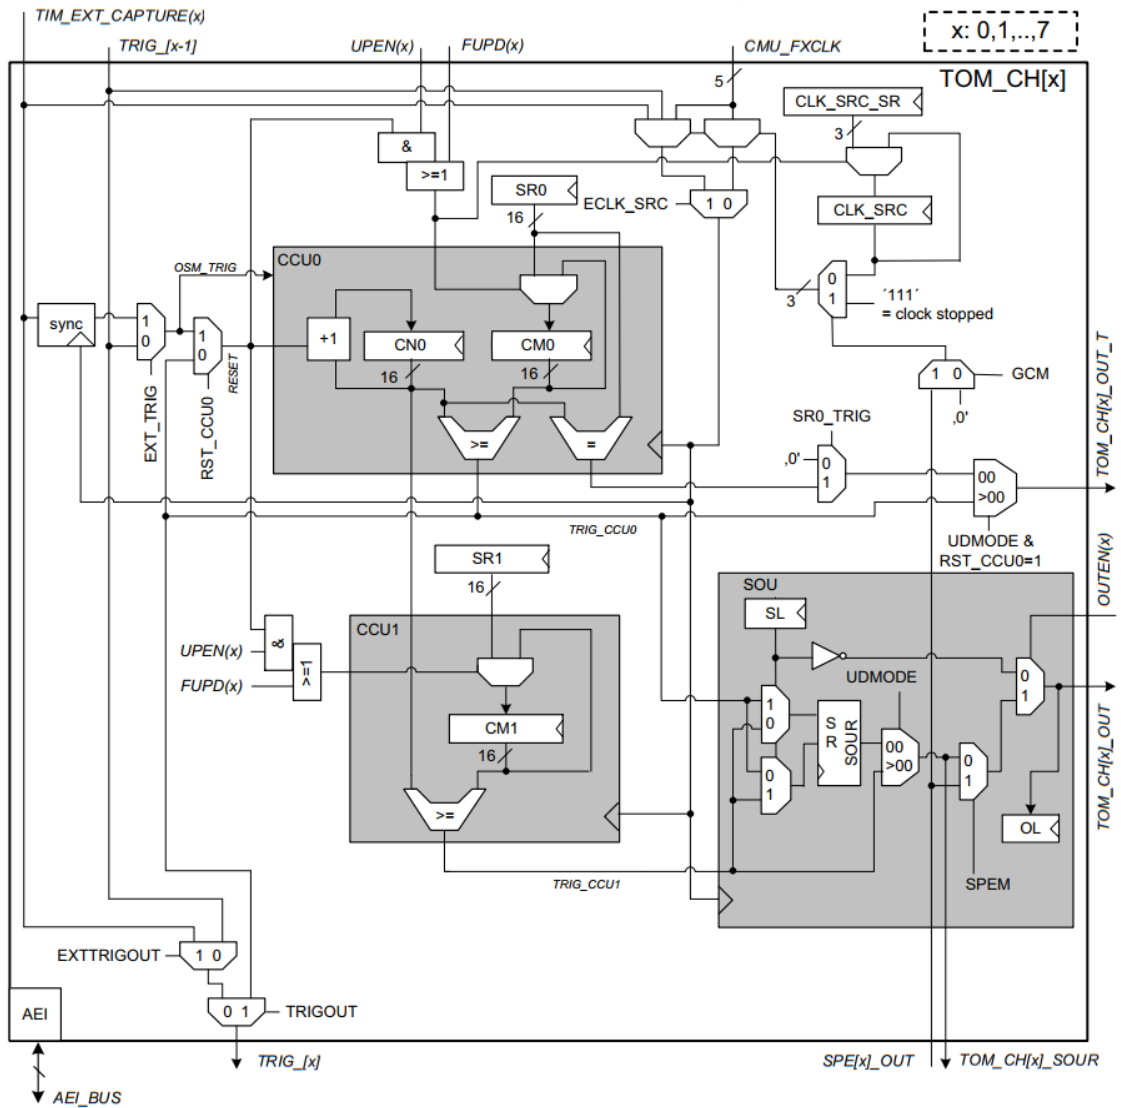 TIM_EXT_CAPTURE(x)
TRIG_[x-1]
UPEN(x)
FUPD(x)
CMU_FXCLK
x: 0,1,..,7
TOM_CH[x]
5
CLK_SRC_SR
3
&
>=1
SR0
16
ECLK_SRC
1 0
CLK_SRC
CCU0
OSM_TRIG
0
1
3
´111´
= clock stopped
sync
1
0
1
0
+1
CN0
CM0
16
16
RESET
EXT_TRIG
RST_CCU0
1 0
GCM
‚0'
SR0_TRIG
>=
=
‚0'
0
1
00
>00
TOM_CH[x]_OUT_T
TRIG_CCU0
UDMODE &
RST_CCU0=1
SR1
16
SOU
SL
OUTEN(x)
CCU1
&
UPEN(x)
>=1
FUPD(x)
UDMODE
0
1
1
0
S
R
SOUR
CM1
16
00
>00
0
1
0
1
TOM_CH[x]_OUT
>=
OL
TRIG_CCU1
SPEM
EXTTRIGOUT
1 0
AEI
0 1
TRIGOUT
TRIG_[x]
SPE[x]_OUT
TOM_CH[x]_SOUR
AEI_BUS